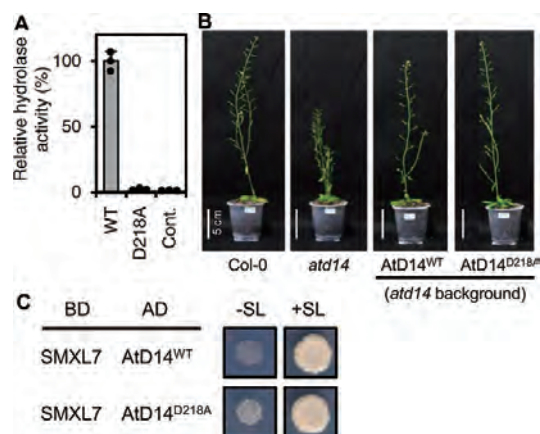 A
Relative hydrolase
activity (%)
100
50
0
WT
D218A
Cont.
B
5 cm
Col-0
atd14
AtD14WT
AtD14D218A
(atd14 background)
C
BD AD -SL +SL
SMXL7 AtD14WT
SMXL7 AtD14D218A